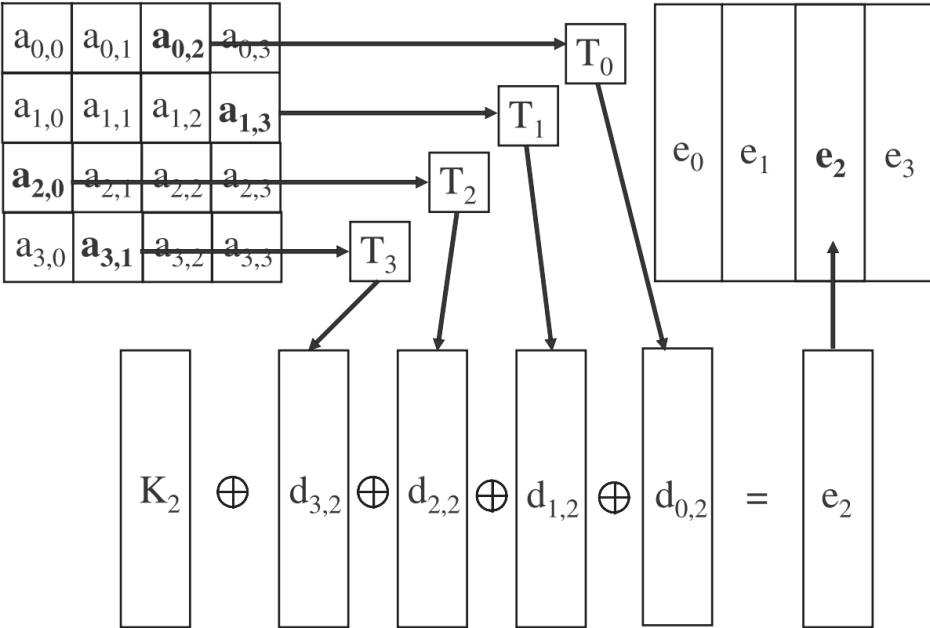 a0,0 a0,1 a0,2 a0,3 T0
a1,0 a1,1 a1,2 a1,3 T1
e0 e1 e2 e3
a2,0 a2,1 a2,2 a2,3 T2
a3,0 a3,1 a3,2 a3,3 T3
K2 ⊕ d3,2 ⊕ d2,2 ⊕ d1,2 ⊕ d0,2 = e2